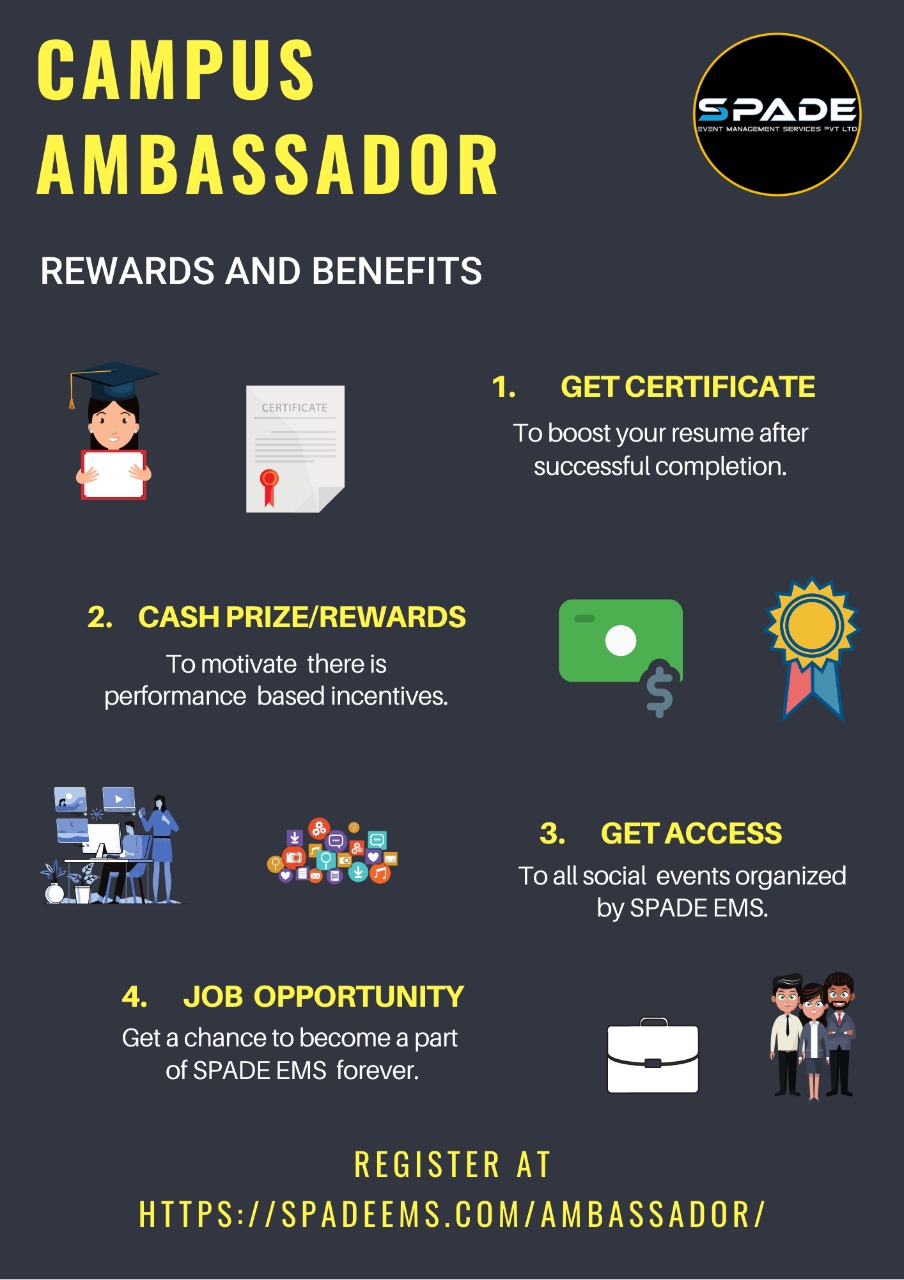 CAMPUS
AMBASSADOR
SPADE
EVENT MANAGEMENT SERVICES PVT LTD
REWARDS AND BENEFITS
CERTIFICATE
1. GET CERTIFICATE
To boost your resume after
successful completion.
2. CASH PRIZE/REWARDS
To motivate there is
performance based incentives.
$
3. GET ACCESS
To all social events organized
by SPADE EMS.
4. JOB OPPORTUNITY
Get a chance to become a part
of SPADE EMS forever.
REGISTER AT
HTTPS://SPADEEMS.COM/AMBASSADOR/